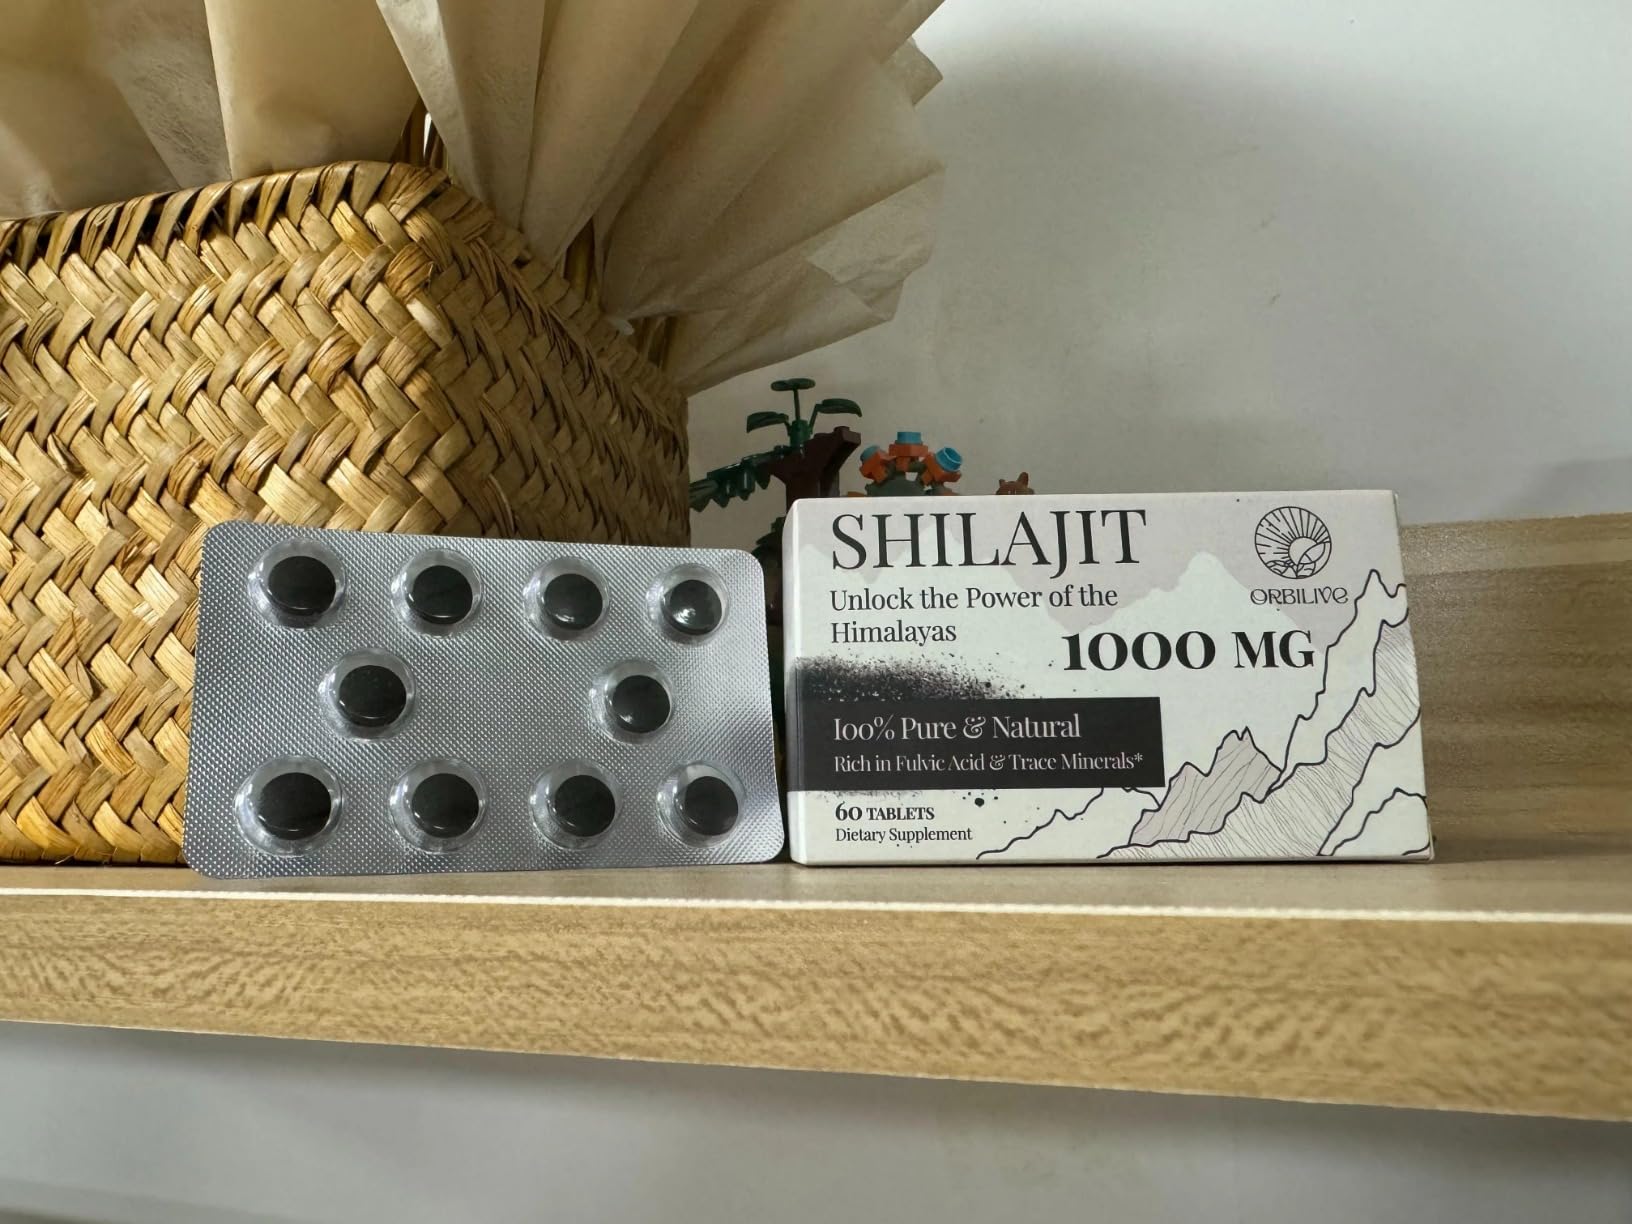 SHILAJIT
Unlock the Power of the
Himalayas
1000 MG
100% Pure & Natural
Rich in Fulvic Acid & Trace Minerals*
60 TABLETS
Dietary Supplement
ORBILIVE